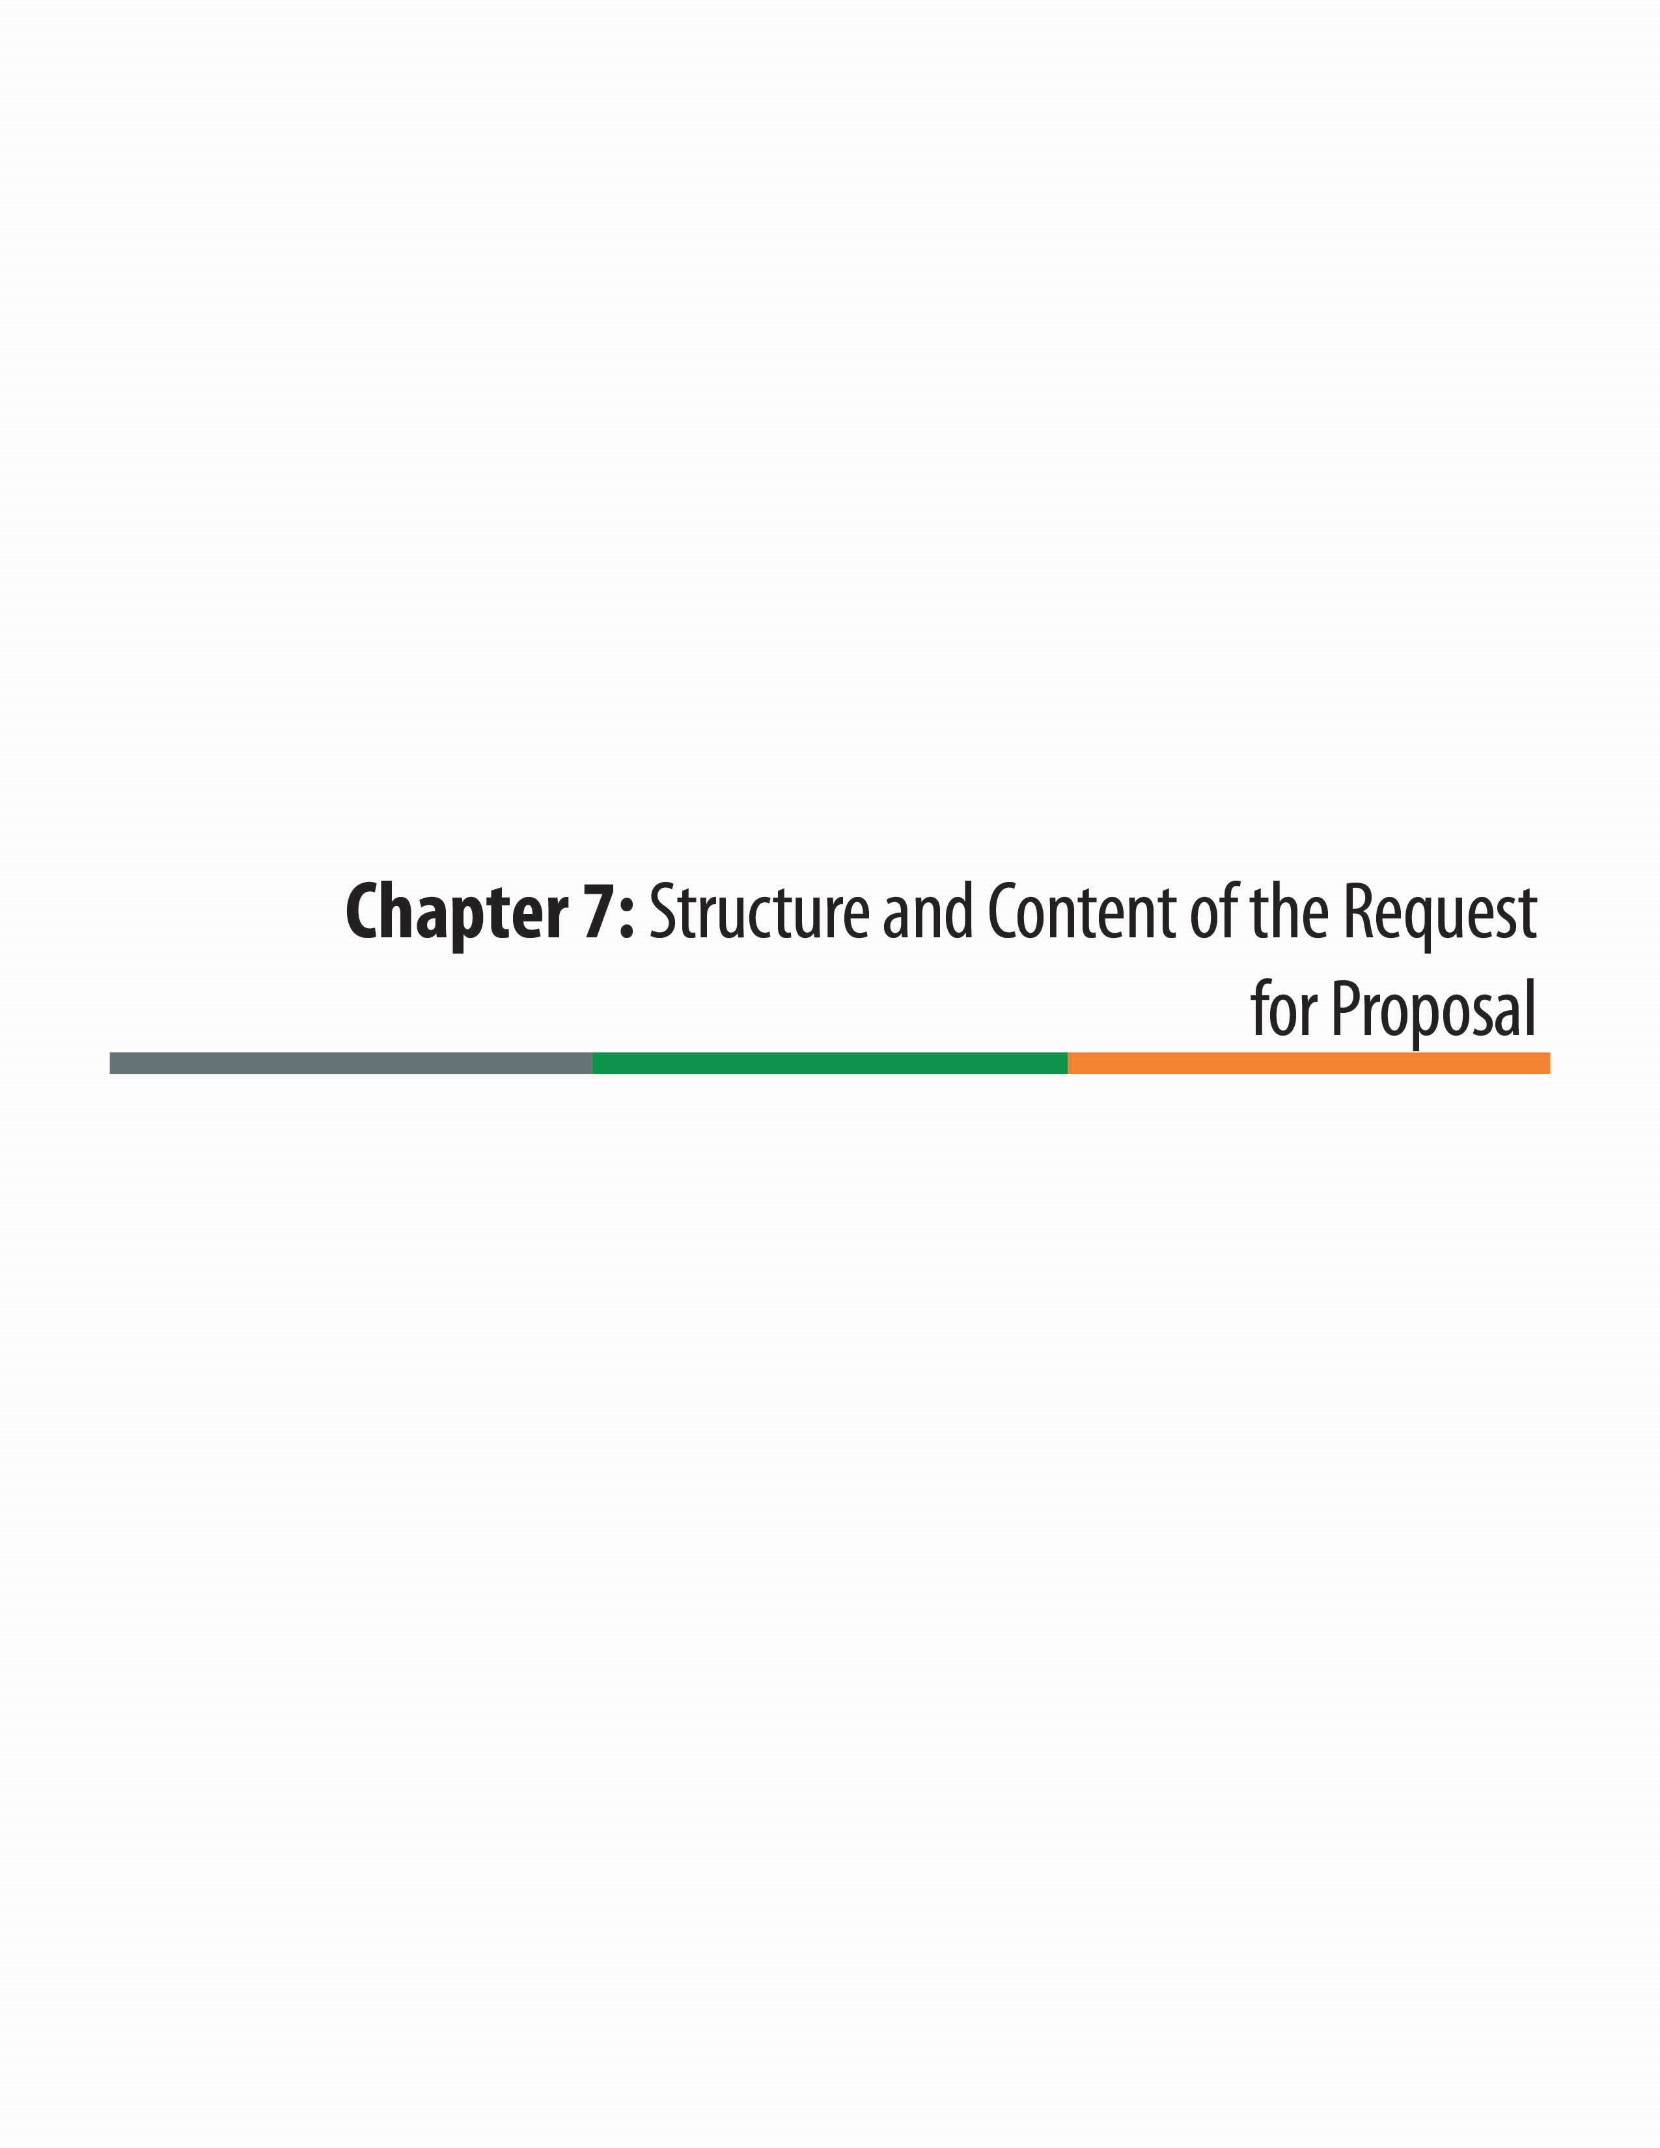 Chapter 7: Structure and Content of the Request
for Proposal